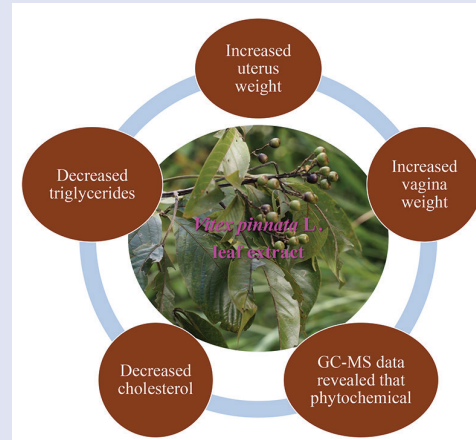 Increased
uterus
weight
Increased
vagina
weight
GC-MS data
revealed that
phytochemical
Decreased
cholesterol
Decreased
triglycerides
Vitex pinnata L.
leaf extract